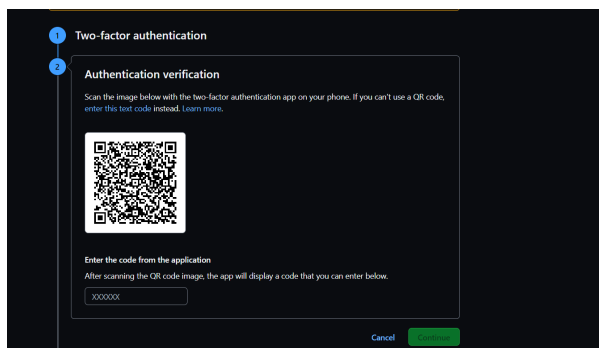 1 Two-factor authentication
2
Authentication verification
Scan the image below with the two-factor authentication app on your phone. If you can't use a QR code,
enter this text code instead. Learn more.
Enter the code from the application
After scanning the QR code image, the app will display a code that you can enter below.
XXXXXX
Cancel Continue